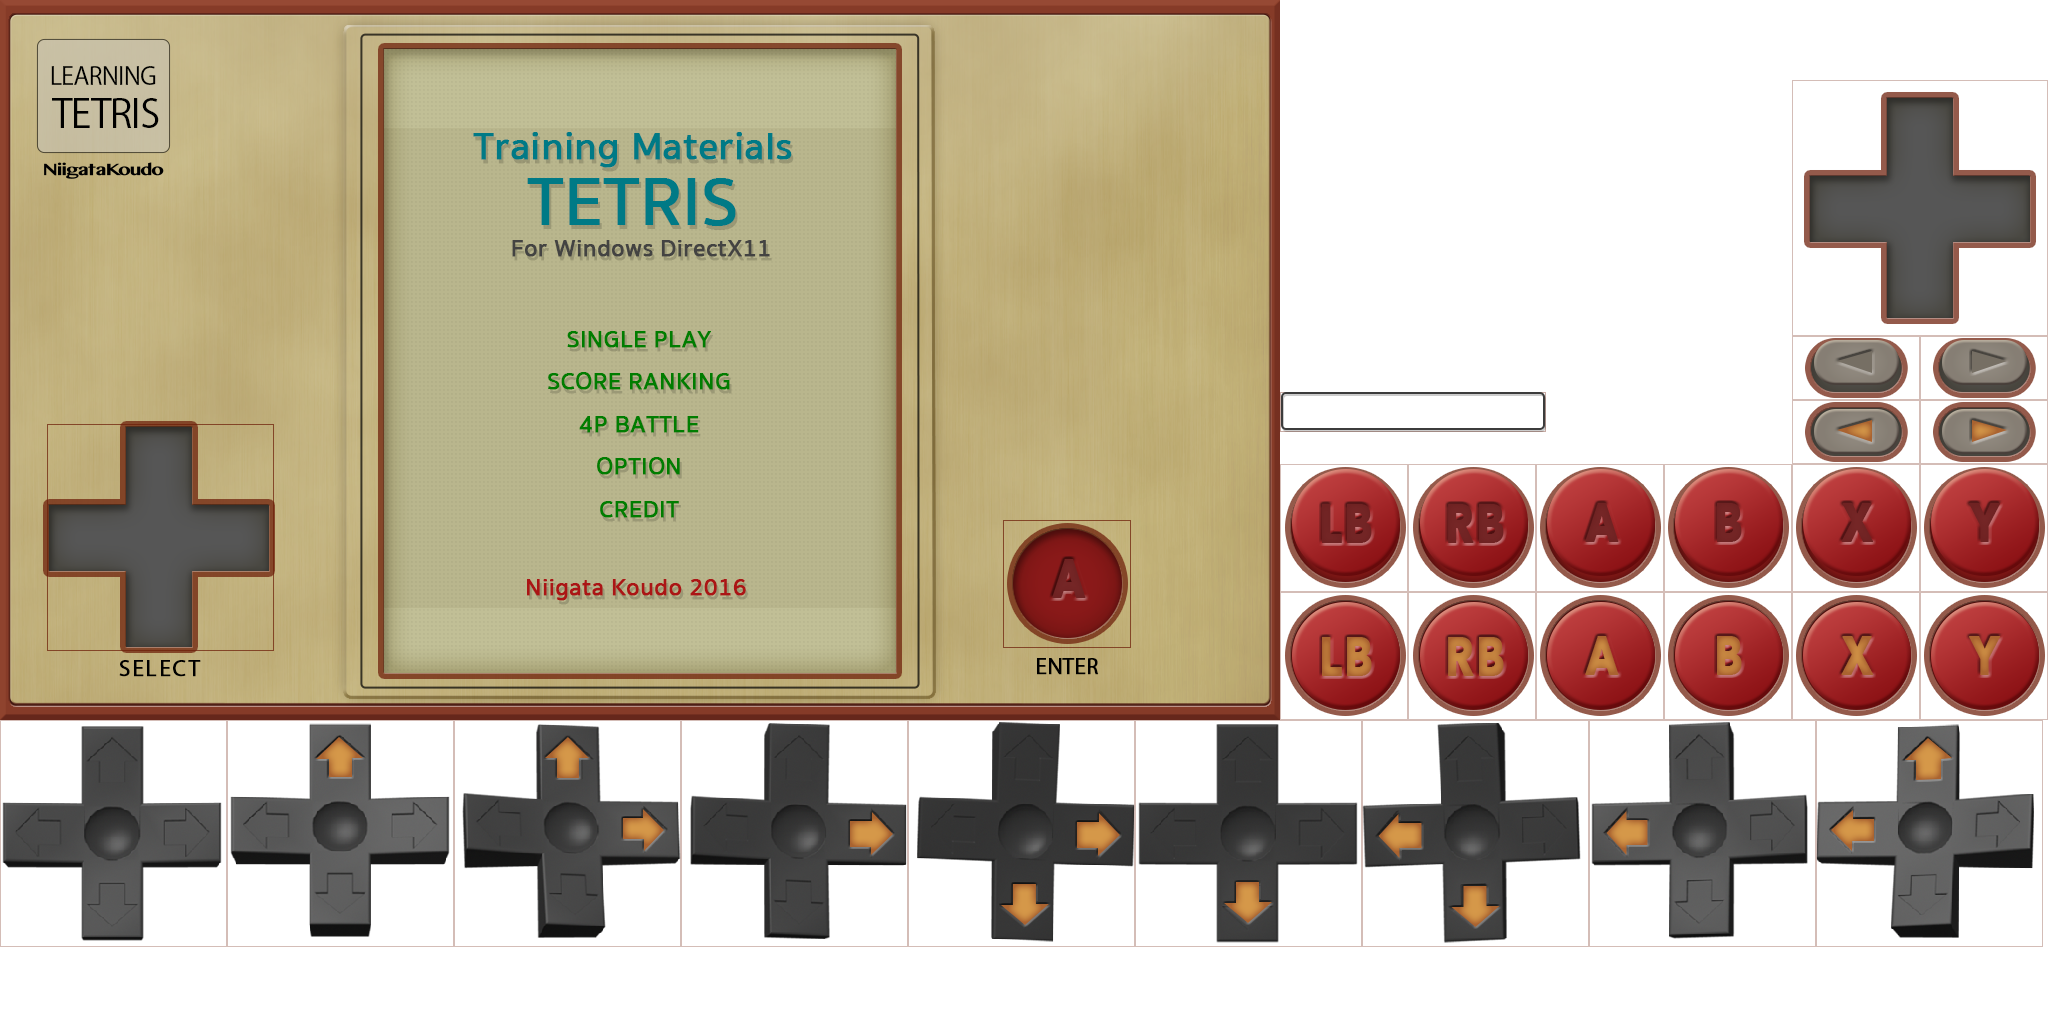 LEARNING
TETRIS
NiigataKoudo
Training Materials
TETRIS
For Windows DirectX11
SINGLE PLAY
SCORE RANKING
4P BATTLE
OPTION
CREDIT
Niigata Koudo 2016
SELECT
A
ENTER
LB RB A B X Y
LB RB A B X Y